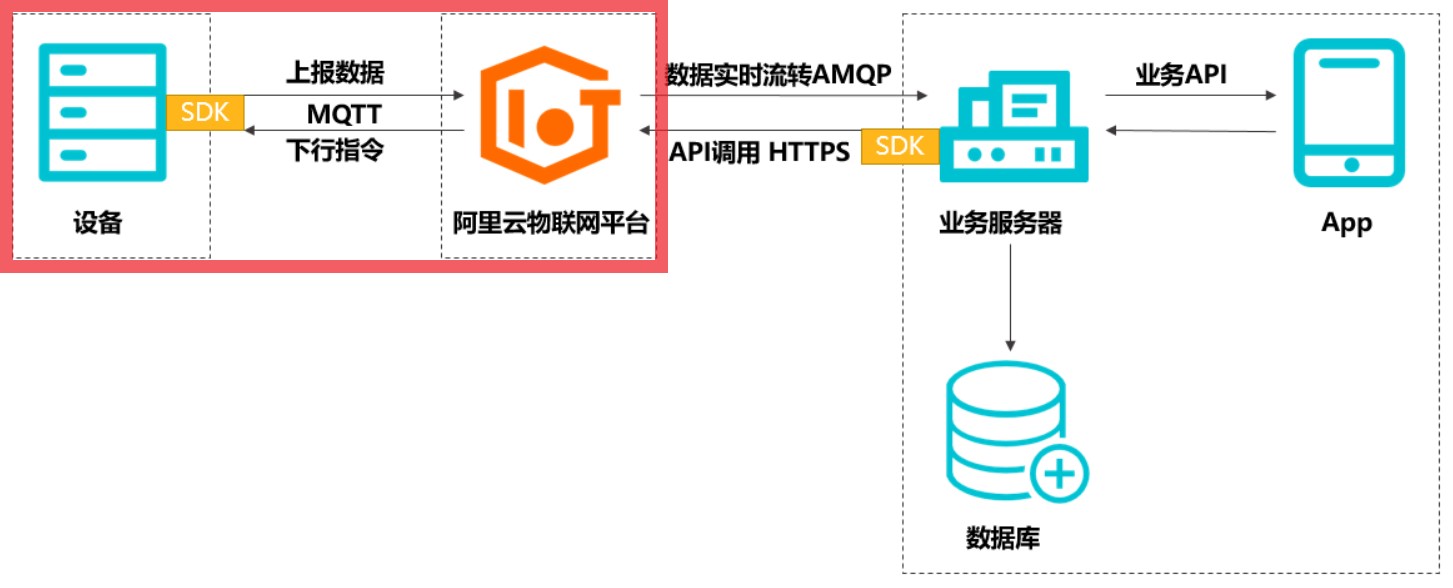 上报数据
SDK
MQTT
下行指令
设备
阿里云物联网平台
数据实时流转AMQP
API调用 HTTPS
SDK
业务服务器
业务API
App
数据库